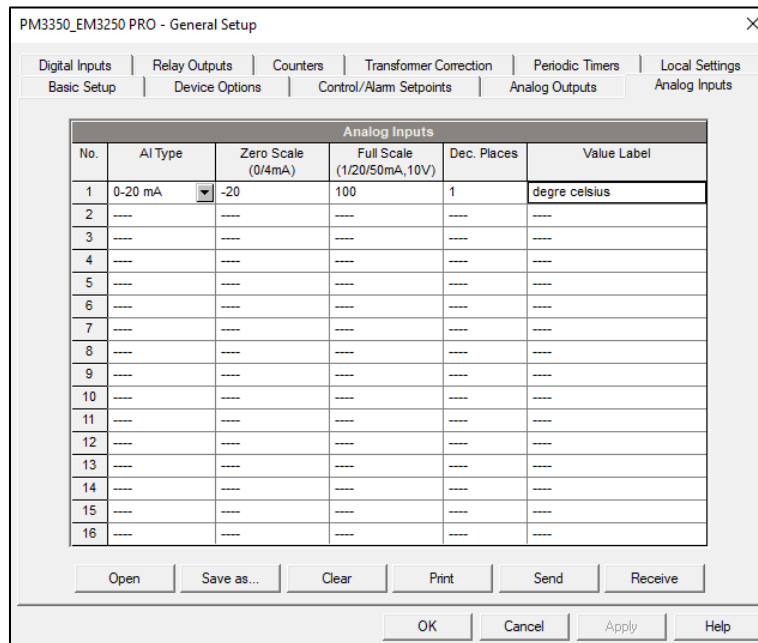 PM3350_EM3250 PRO - General Setup
Digital Inputs Relay Outputs Counters Transformer Correction Periodic Timers Local Settings
Basic Setup Device Options Control/Alarm Setpoints Analog Outputs Analog Inputs
Analog Inputs
No. AI Type Zero Scale Full Scale Dec. Places Value Label
(0/4mA) (1/20/50mA,10V)
1 0-20 mA -20 100 1 degre celsius
2 ---- ---- ---- ---- ----
3 ---- ---- ---- ---- ----
4 ---- ---- ---- ---- ----
5 ---- ---- ---- ---- ----
6 ---- ---- ---- ---- ----
7 ---- ---- ---- ---- ----
8 ---- ---- ---- ---- ----
9 ---- ---- ---- ---- ----
10 ---- ---- ---- ---- ----
11 ---- ---- ---- ---- ----
12 ---- ---- ---- ---- ----
13 ---- ---- ---- ---- ----
14 ---- ---- ---- ---- ----
15 ---- ---- ---- ---- ----
16 ---- ---- ---- ---- ----
Open Save as... Clear Print Send Receive
OK Cancel Apply Help